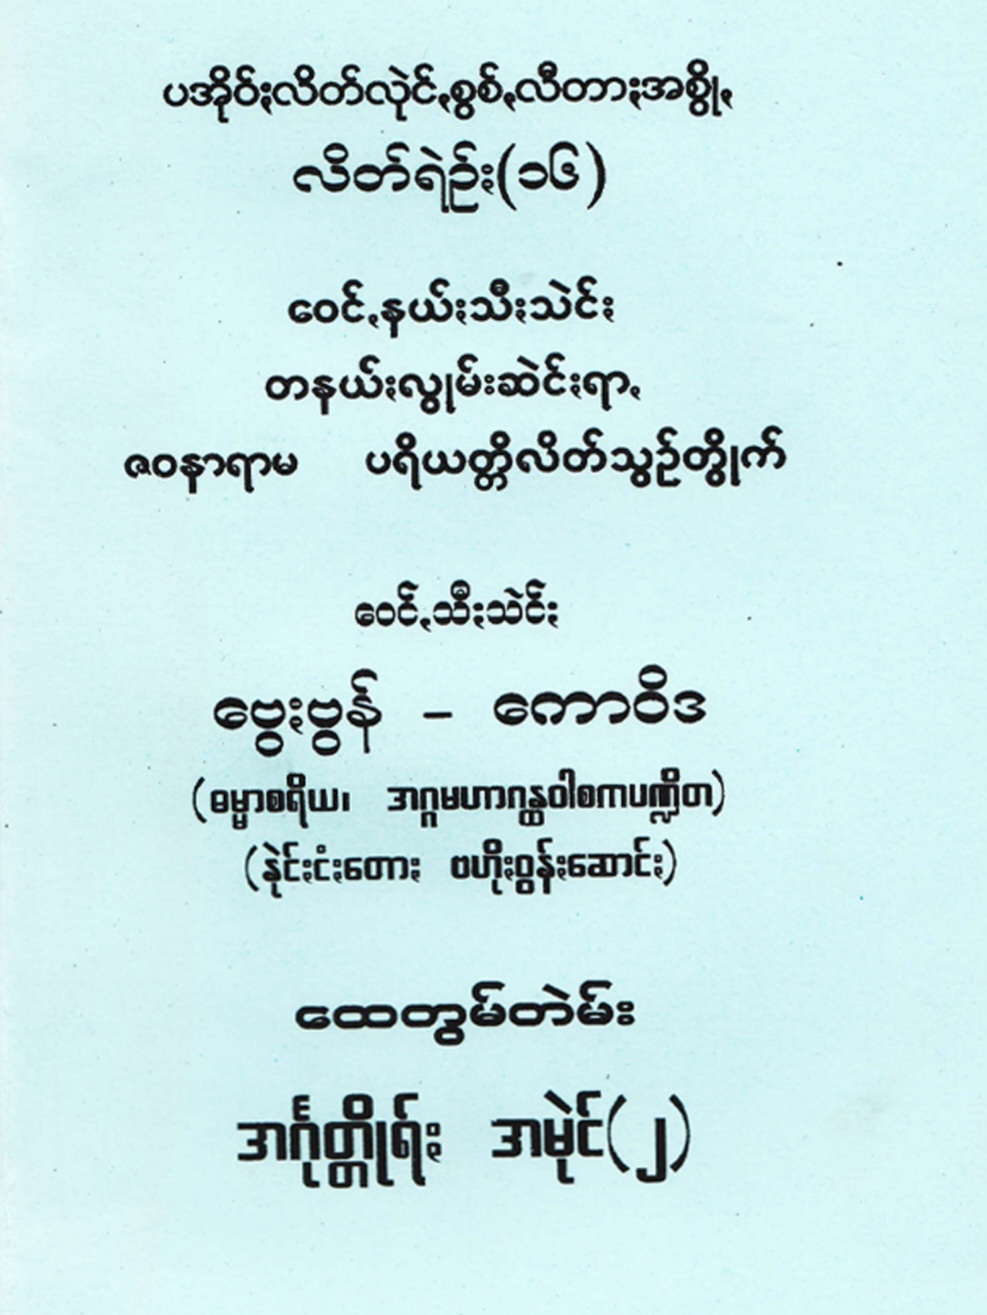 ပအိုဝ်ႏလိတ်လုဲင်ႇစွစ်ႇလီတာႏအစွိုႇ
လိတ်ရဲဉ်ႏ(၁၆)
ဝေင်ႇနယ်ႏသီႏသဲင်ႏ
တနယ်ႏလွုမ်းဆဲင်ႏရာႇ
ဇဝနာရာမ ပရိယတ္တိလိတ်သွဉ်တွိုက်
ဝေင်ႇသီႏသဲင်ႏ
ဗွေႏဗွန် – ကောဝိဒ
(ဓမ္မာစရိယ၊ အဂ္ဂမဟာဂန္ထဝါစကပဏ္ဍိတ)
(နဲုင်ႏငံႏတောႏ ဗဟိုႏဝွန်ႏဆောင်ႏ)
ထေတွမ်တဲမ်း
အင်္ဂုတ္တိုရ်ႏ အမဲုင်(၂)